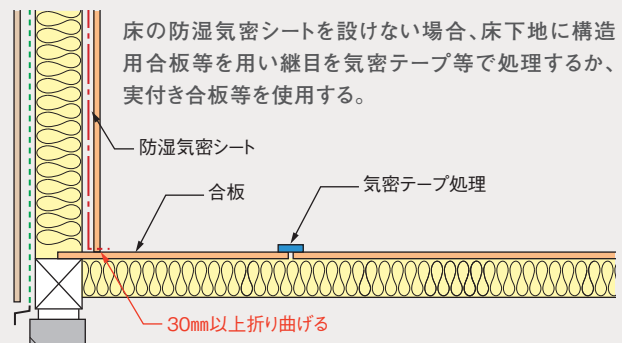 床の防湿気密シートを設けない場合、床下地に構造
用合板等を用い継目を気密テープ等で処理するか、
実付き合板等を使用する。
防湿気密シート
合板
気密テープ処理
30㎜以上折り曲げる